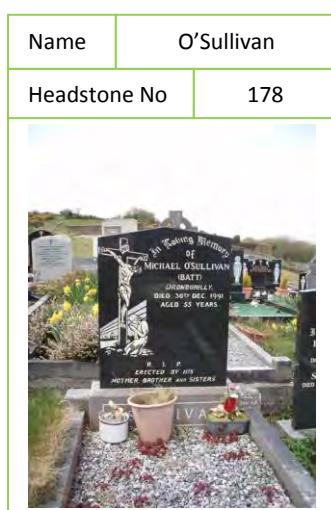 Name O’Sullivan
Headstone No 178
In Loving Memory
OF
MICHAEL O'SULLIVAN
(BATT)
DROMBOHILLY
DIED 30TH DEC. 1991
AGED 55 YEARS
R. I. P.
ERECTED BY HIS
MOTHER BROTHER AND SISTERS